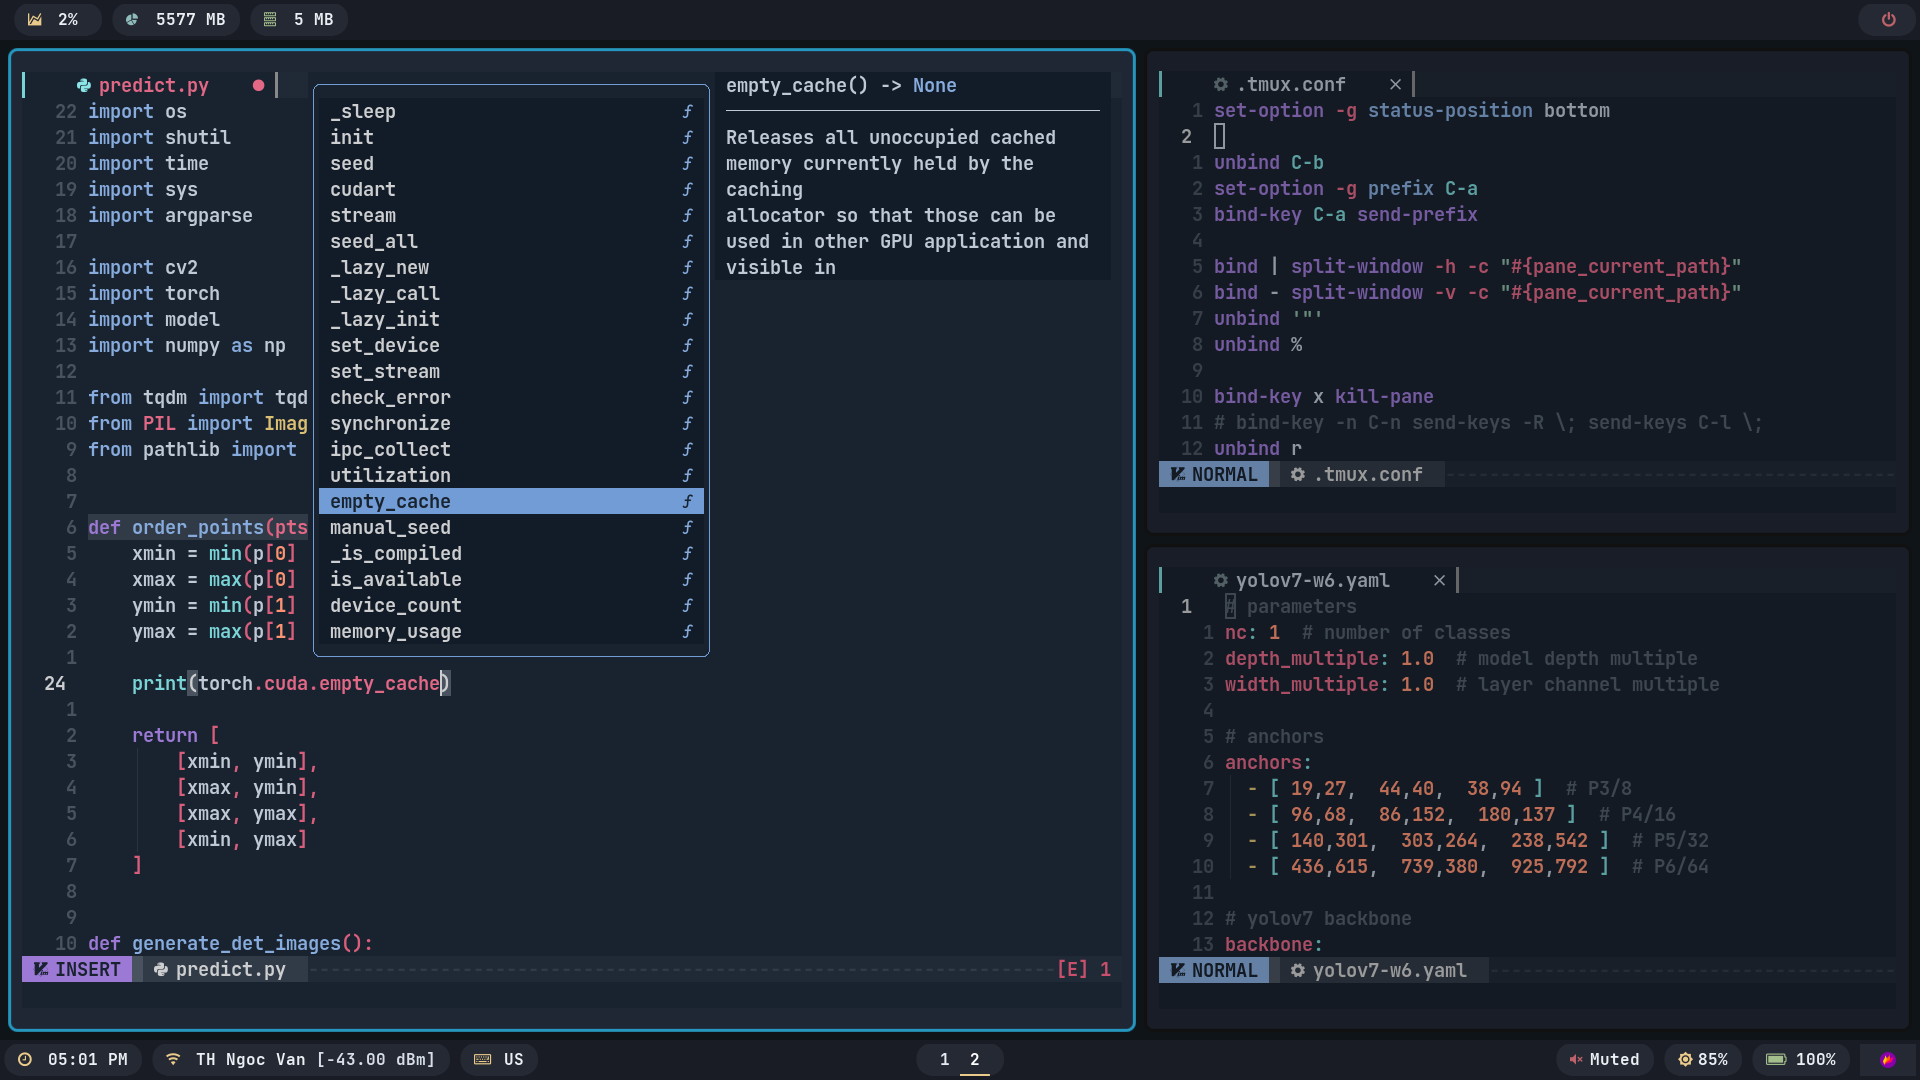 2%
5577 MB
5 MB
predict.py
22 import os
21 import shutil
20 import time
19 import sys
18 import argparse
17
16 import cv2
15 import torch
14 import model
13 import numpy as np
12
11 from tqdm import tqd
10 from PIL import Imag
9 from pathlib import
8
7
6 def order_points(pts
5 xmin = min(p[0]
4 xmax = max(p[0]
3 ymin = min(p[1]
2 ymax = max(p[1]
1
24 print(torch.cuda.empty_cache)
1
2 return [
3 [xmin, ymin],
4 [xmax, ymin],
5 [xmax, ymax],
6 [xmin, ymax]
7 ]
8
9
10 def generate_det_images():
INSERT predict.py [E] 1
_sleep f
init f
seed f
cudart f
stream f
seed_all f
_lazy_new f
_lazy_call f
_lazy_init f
set_device f
set_stream f
check_error f
synchronize f
ipc_collect f
utilization f
empty_cache f
manual_seed f
_is_compiled f
is_available f
device_count f
memory_usage f
empty_cache() -> None
Releases all unoccupied cached
memory currently held by the
caching
allocator so that those can be
used in other GPU application and
visible in
.tmux.conf ×
1 set-option -g status-position bottom
2
1 unbind C-b
2 set-option -g prefix C-a
3 bind-key C-a send-prefix
4
5 bind | split-window -h -c "#{pane_current_path}"
6 bind - split-window -v -c "#{pane_current_path}"
7 unbind '"'
8 unbind %
9
10 bind-key x kill-pane
11 # bind-key -n C-n send-keys -R \; send-keys C-l \;
12 unbind r
NORMAL .tmux.conf
yolov7-w6.yaml ×
1 # parameters
1 nc: 1 # number of classes
2 depth_multiple: 1.0 # model depth multiple
3 width_multiple: 1.0 # layer channel multiple
4
5 # anchors
6 anchors:
7 - [ 19,27, 44,40, 38,94 ] # P3/8
8 - [ 96,68, 86,152, 180,137 ] # P4/16
9 - [ 140,301, 303,264, 238,542 ] # P5/32
10 - [ 436,615, 739,380, 925,792 ] # P6/64
11
12 # yolov7 backbone
13 backbone:
NORMAL yolov7-w6.yaml
05:01 PM
TH Ngoc Van [-43.00 dBm]
US
1 2
Muted
85%
100%